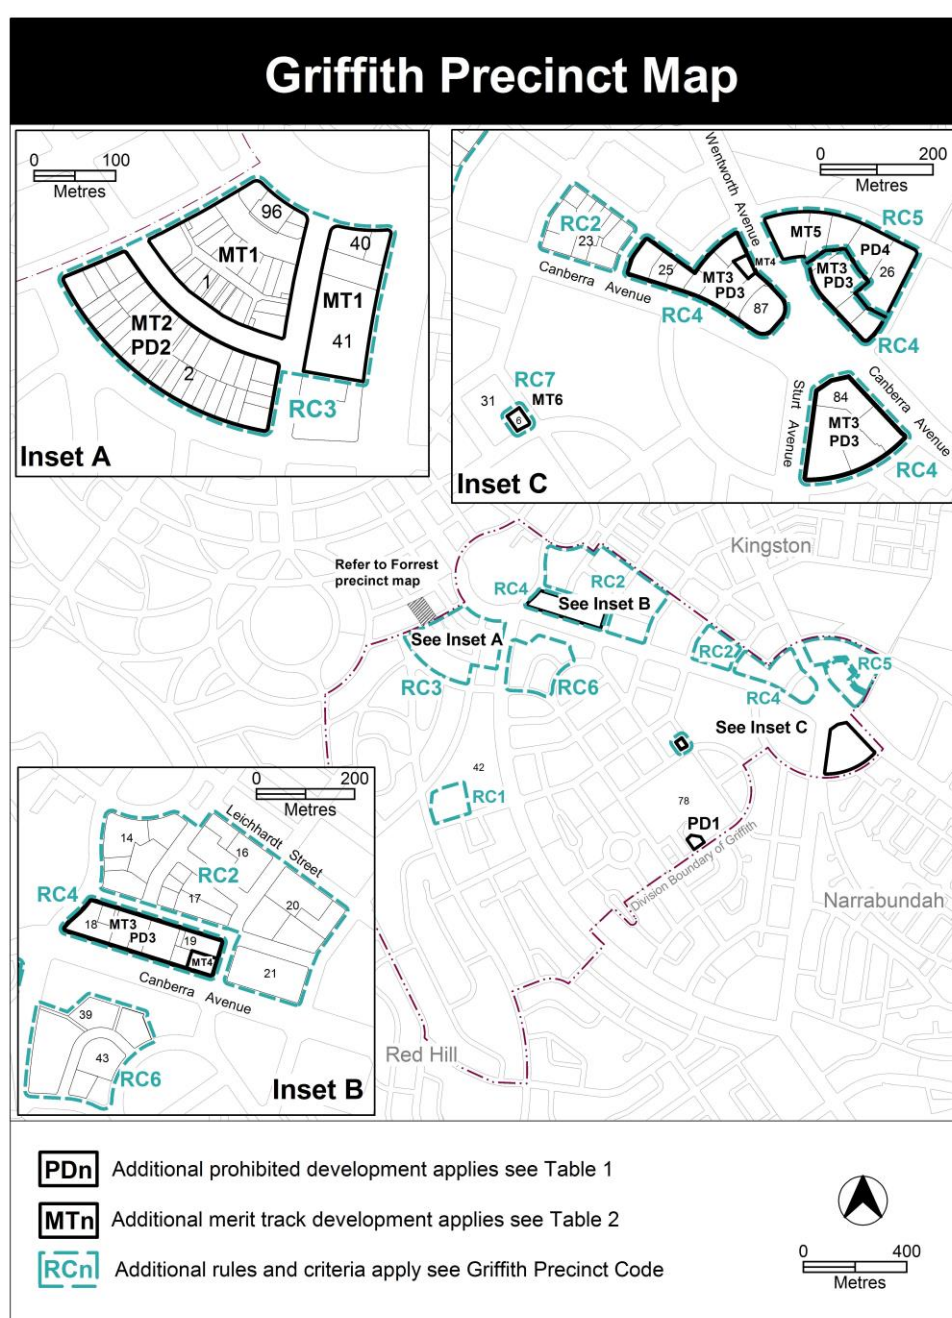 Griffith Precinct Map
0 100
Metres
96
40
MT1
1
MT1
41
MT2
PD2
2
RC3
Inset A
0 200
Metres
Wentworth Avenue
RC2
23
Canberra Avenue
25
MT3
PD3
MT4
87
RC4
MT5
RC5
PD4
26
MT3
PD3
RC4
RC7
MT6
31
6
Sturt Avenue
84
MT3
PD3
Canberra Avenue
RC4
Inset C
Kingston
Refer to Forrest
precinct map
RC4
RC2
See Inset B
See Inset A
RC3
RC6
RC2
RC4
RC5
See Inset C
42
RC1
78
PD1
Division Boundary of Griffith
Narrabundah
Red Hill
0 200
Metres
Leichhardt Street
14
16
RC2
17
20
RC4
18
MT3
PD3
19
MT4
21
Canberra Avenue
39
43
RC6
Inset B
PDn Additional prohibited development applies see Table 1
MTn Additional merit track development applies see Table 2
RCn Additional rules and criteria apply see Griffith Precinct Code
0 400
Metres